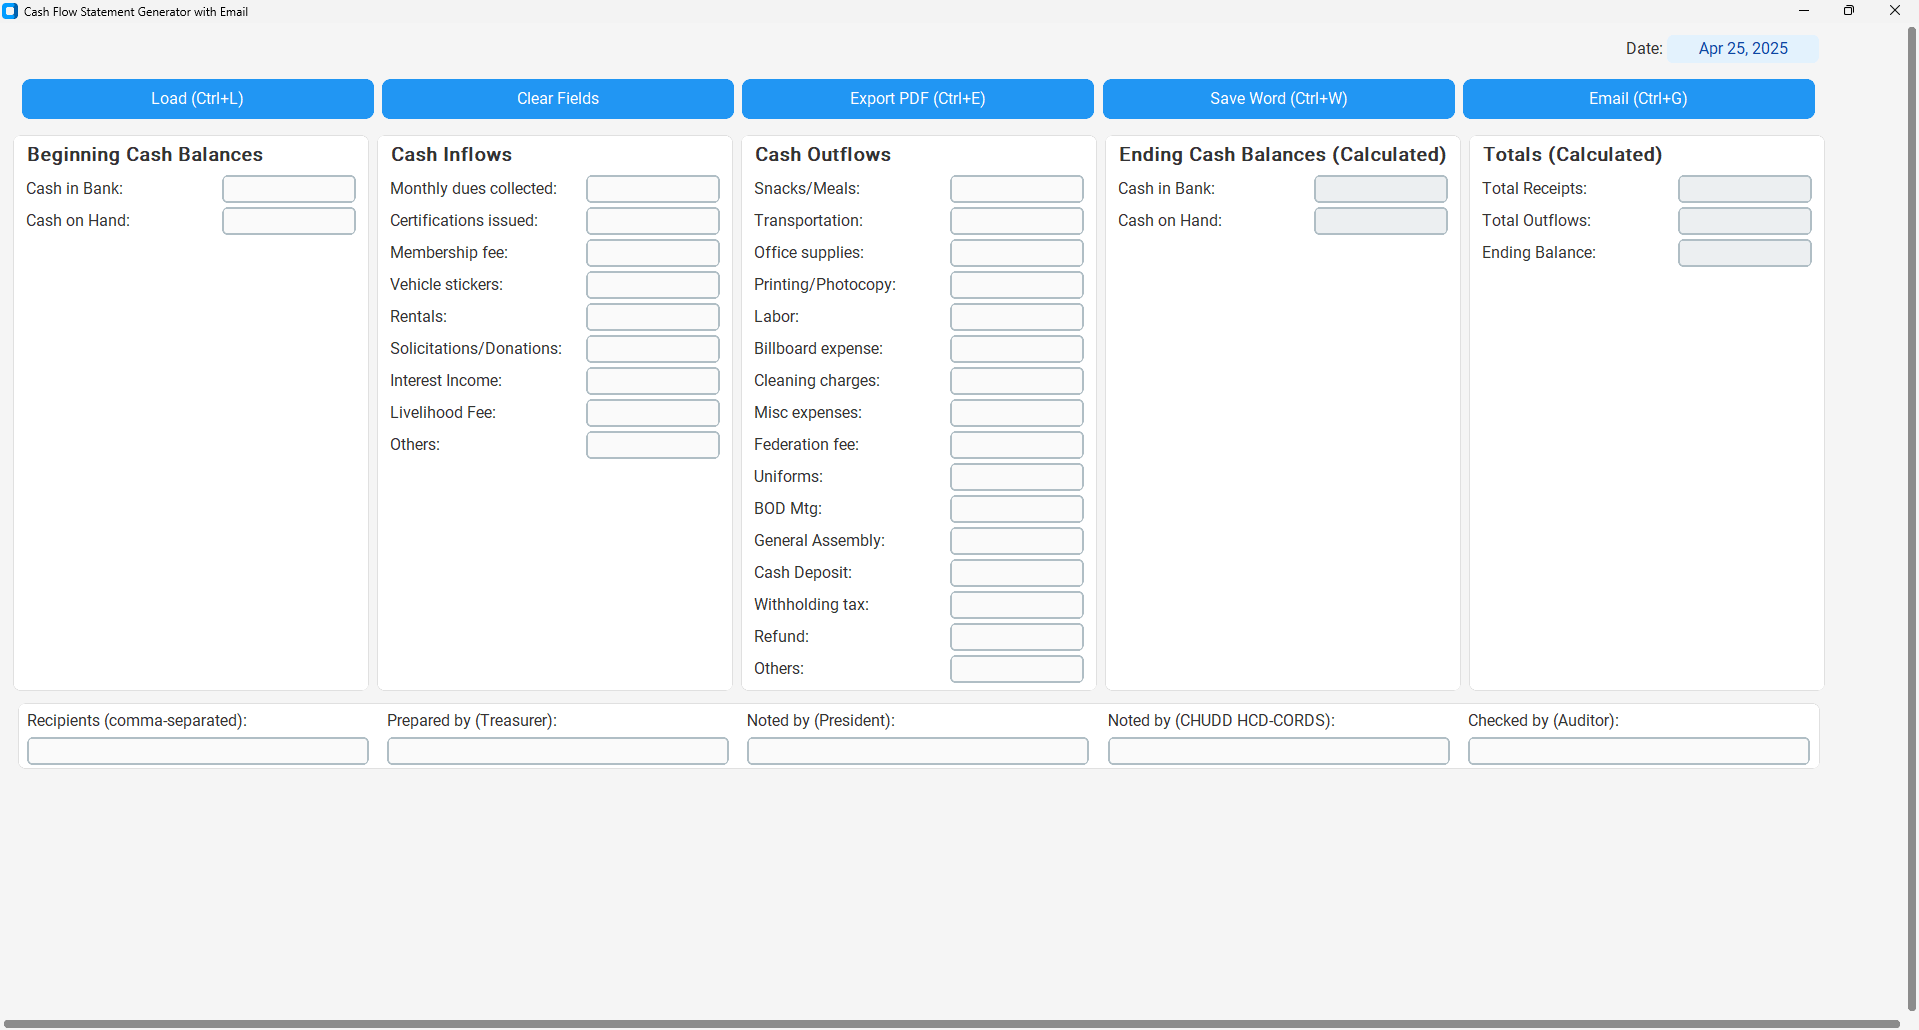 Cash Flow Statement Generator with Email
Date: Apr 25, 2025
Load (Ctrl+L)
Clear Fields
Export PDF (Ctrl+E)
Save Word (Ctrl+W)
Email (Ctrl+G)
Beginning Cash Balances
Cash in Bank:
Cash on Hand:
Cash Inflows
Monthly dues collected:
Certifications issued:
Membership fee:
Vehicle stickers:
Rentals:
Solicitations/Donations:
Interest Income:
Livelihood Fee:
Others:
Cash Outflows
Snacks/Meals:
Transportation:
Office supplies:
Printing/Photocopy:
Labor:
Billboard expense:
Cleaning charges:
Misc expenses:
Federation fee:
Uniforms:
BOD Mtg:
General Assembly:
Cash Deposit:
Withholding tax:
Refund:
Others:
Ending Cash Balances (Calculated)
Cash in Bank:
Cash on Hand:
Totals (Calculated)
Total Receipts:
Total Outflows:
Ending Balance:
Recipients (comma-separated):
Prepared by (Treasurer):
Noted by (President):
Noted by (CHUDD HCD-CORDS):
Checked by (Auditor):